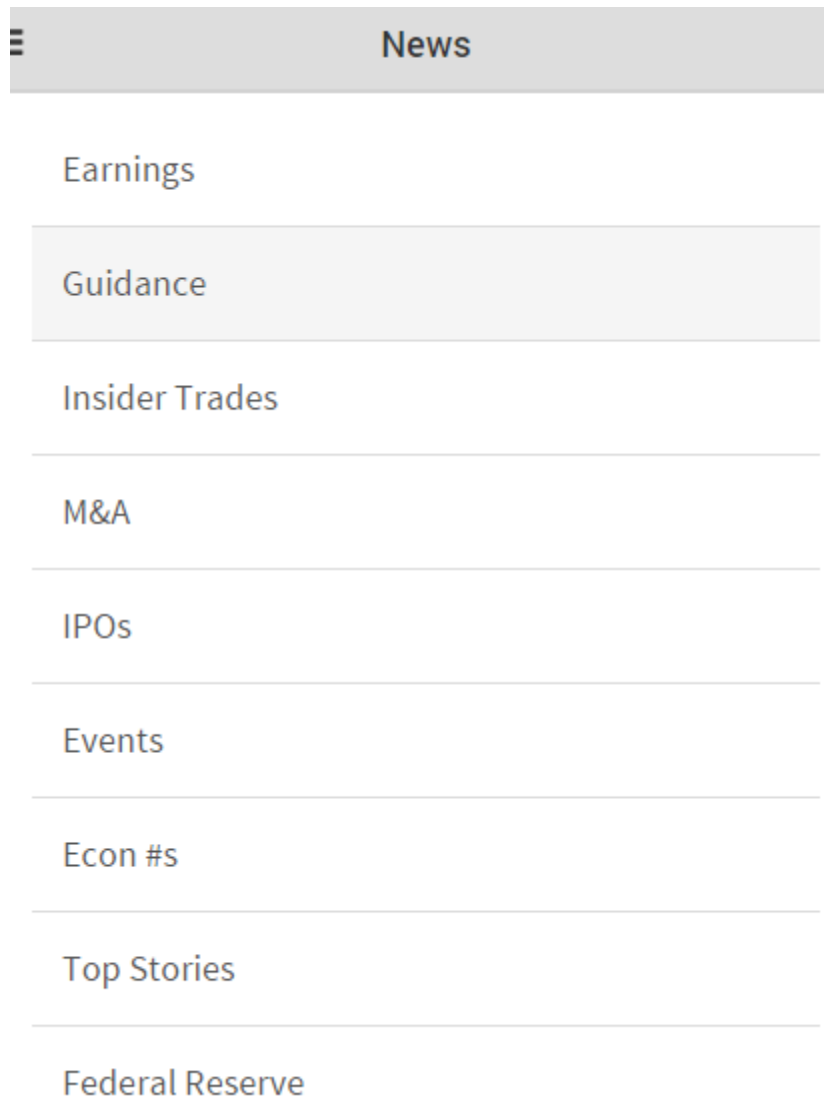 News
Earnings
Guidance
Insider Trades
M&A
IPOs
Events
Econ #s
Top Stories
Federal Reserve